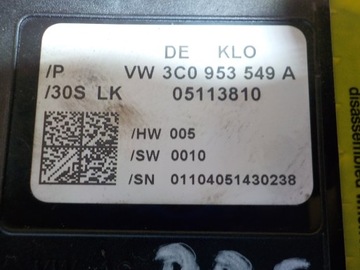 DE KLO
/P VW 3C0 953 549 A
/30S LK 05113810
/HW 005
/SW 0010
/SN 01104051430238